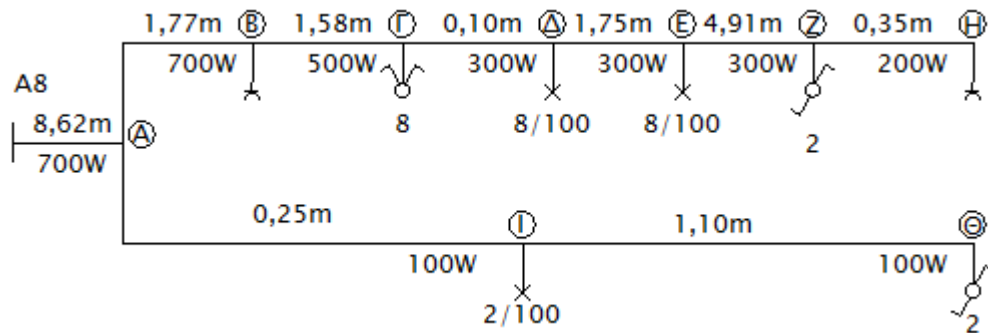 1,77m Β 1,58m Γ 0,10m Δ 1,75m Ε 4,91m Ζ 0,35m Η
700W 500W 300W 300W 300W 200W
A8
8 8/100 8/100
8,62m Α
2
700W
0,25m Ι 1,10m Θ
100W 100W
2/100 2